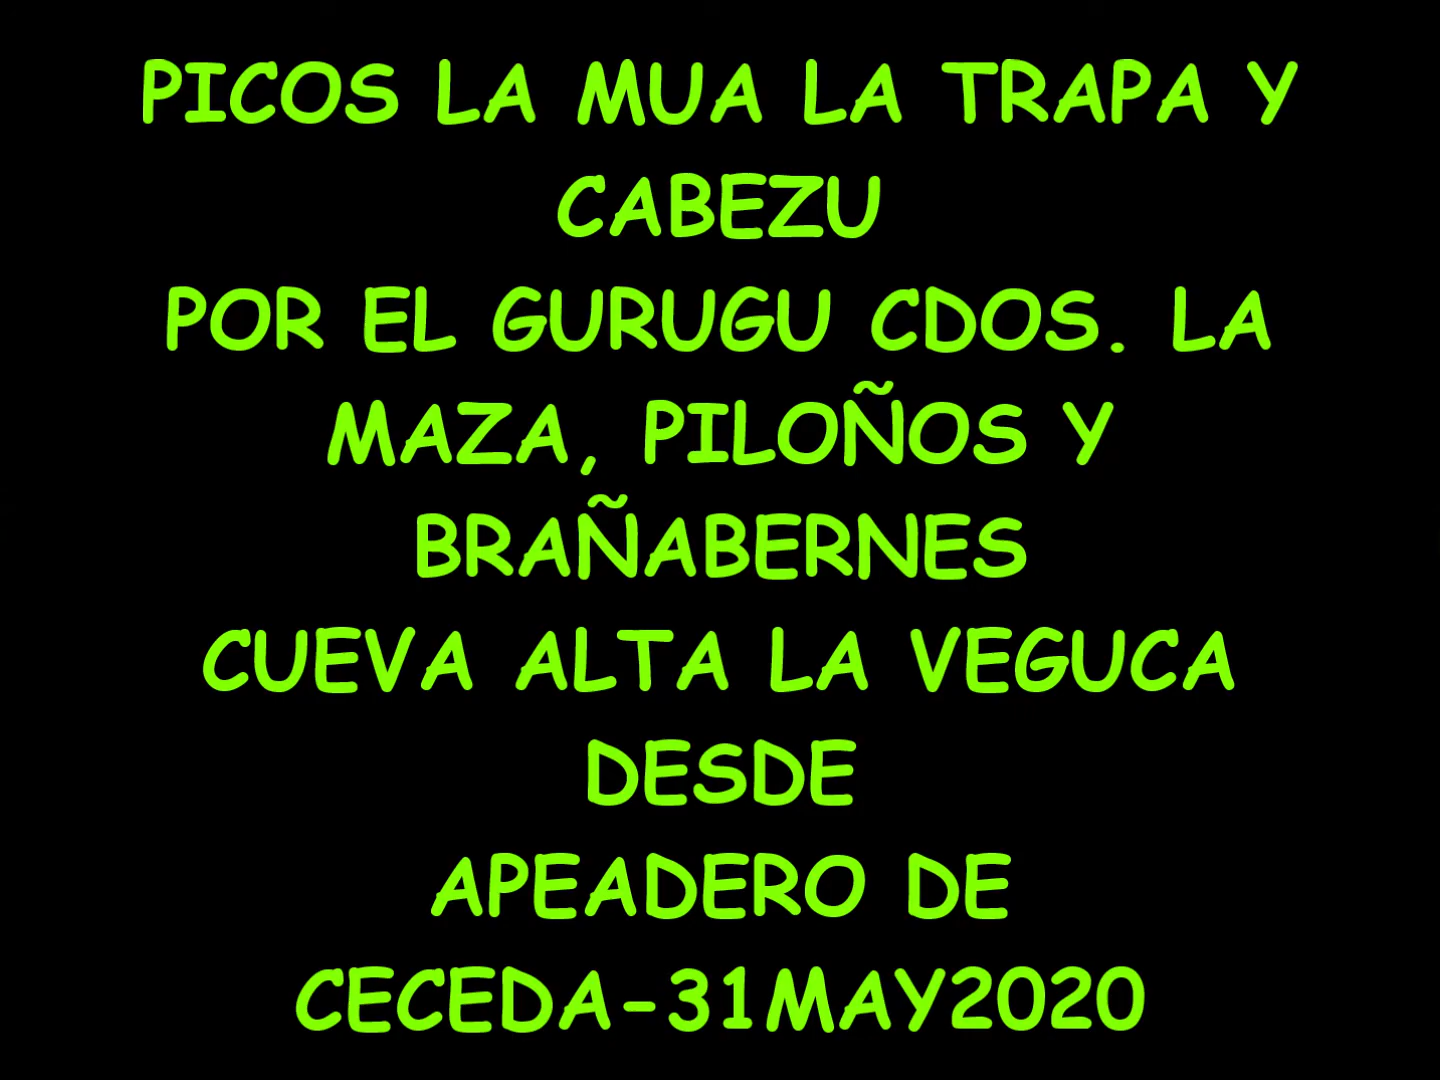 PICOS LA MUA LA TRAPA Y
CABEZU
POR EL GURUGU CDOS. LA
MAZA, PILOÑOS Y
BRAÑABERNES
CUEVA ALTA LA VEGUCA
DESDE
APEADERO DE
CECEDA-31MAY2020